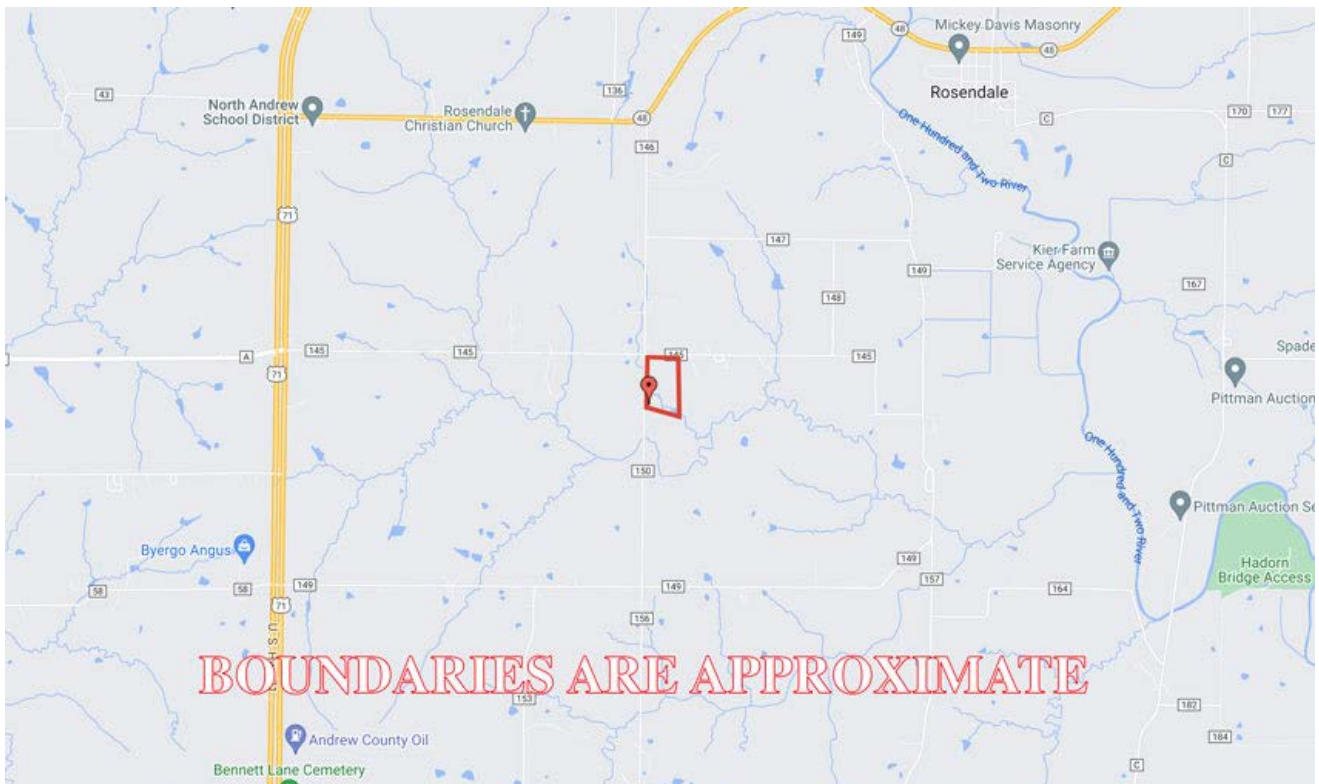 Mickey Davis Masonry
149
48
48
43
136
North Andrew
School District
Rosendale
Christian Church
48
Rosendale
C
170
177
146
One Hundred and Two River
C
71
147
149
Kier Farm
Service Agency
167
148
A
145
145
145
145
71
Spade
Pittman Auction
150
One Hundred and Two River
Pittman Auction Se
Byergo Angus
149
Hadorn
Bridge Access
58
58
149
149
157
164
71
156
BOUNDARIES ARE APPROXIMATE
153
182
184
Andrew County Oil
C
Bennett Lane Cemetery